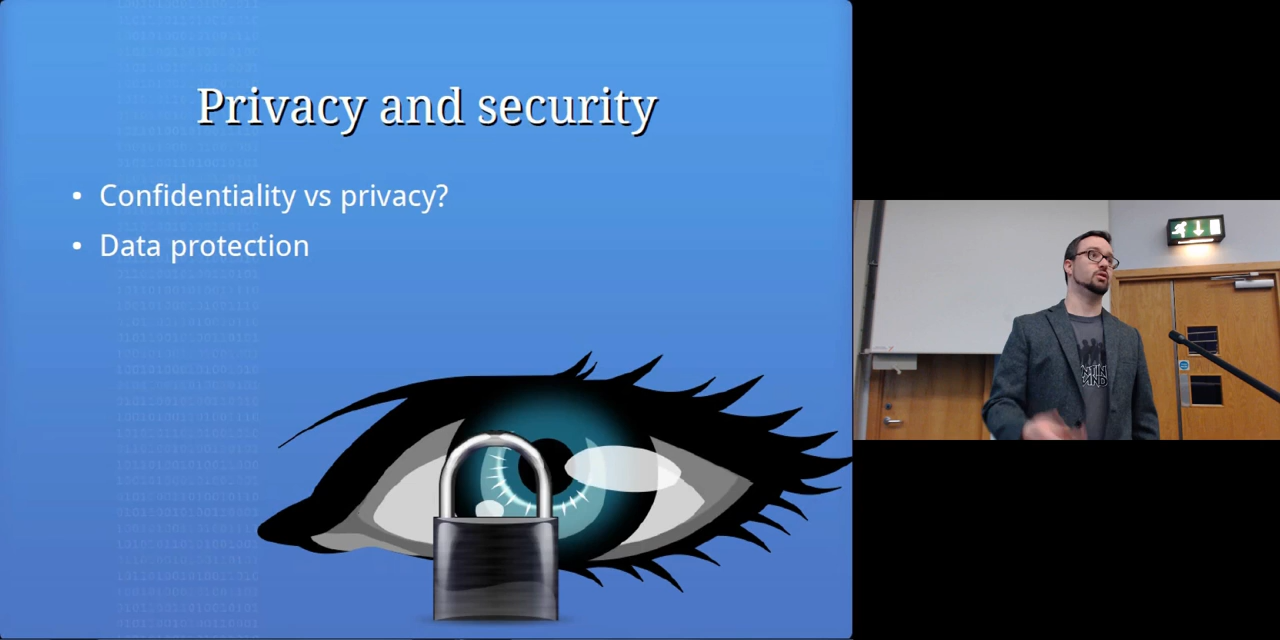 Privacy and security
• Confidentiality vs privacy?
• Data protection